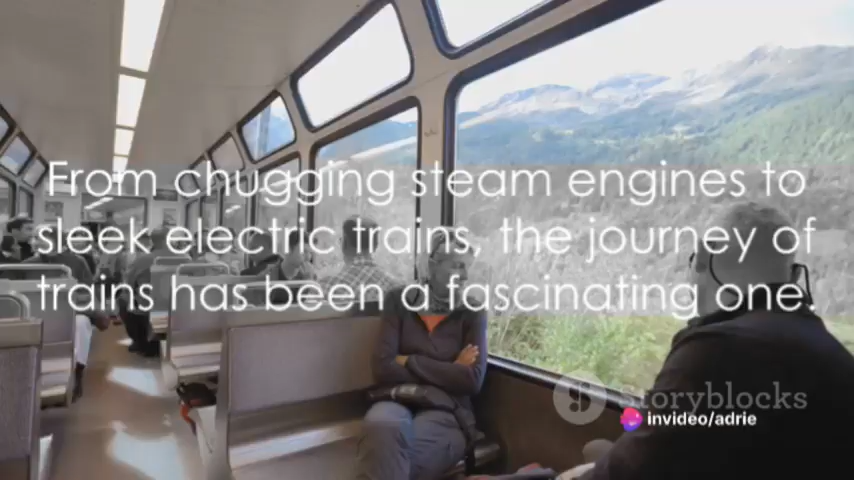 From chugging steam engines to
sleek electric trains, the journey of
trains has been a fascinating one.
Storyblocks
invideo/adrie